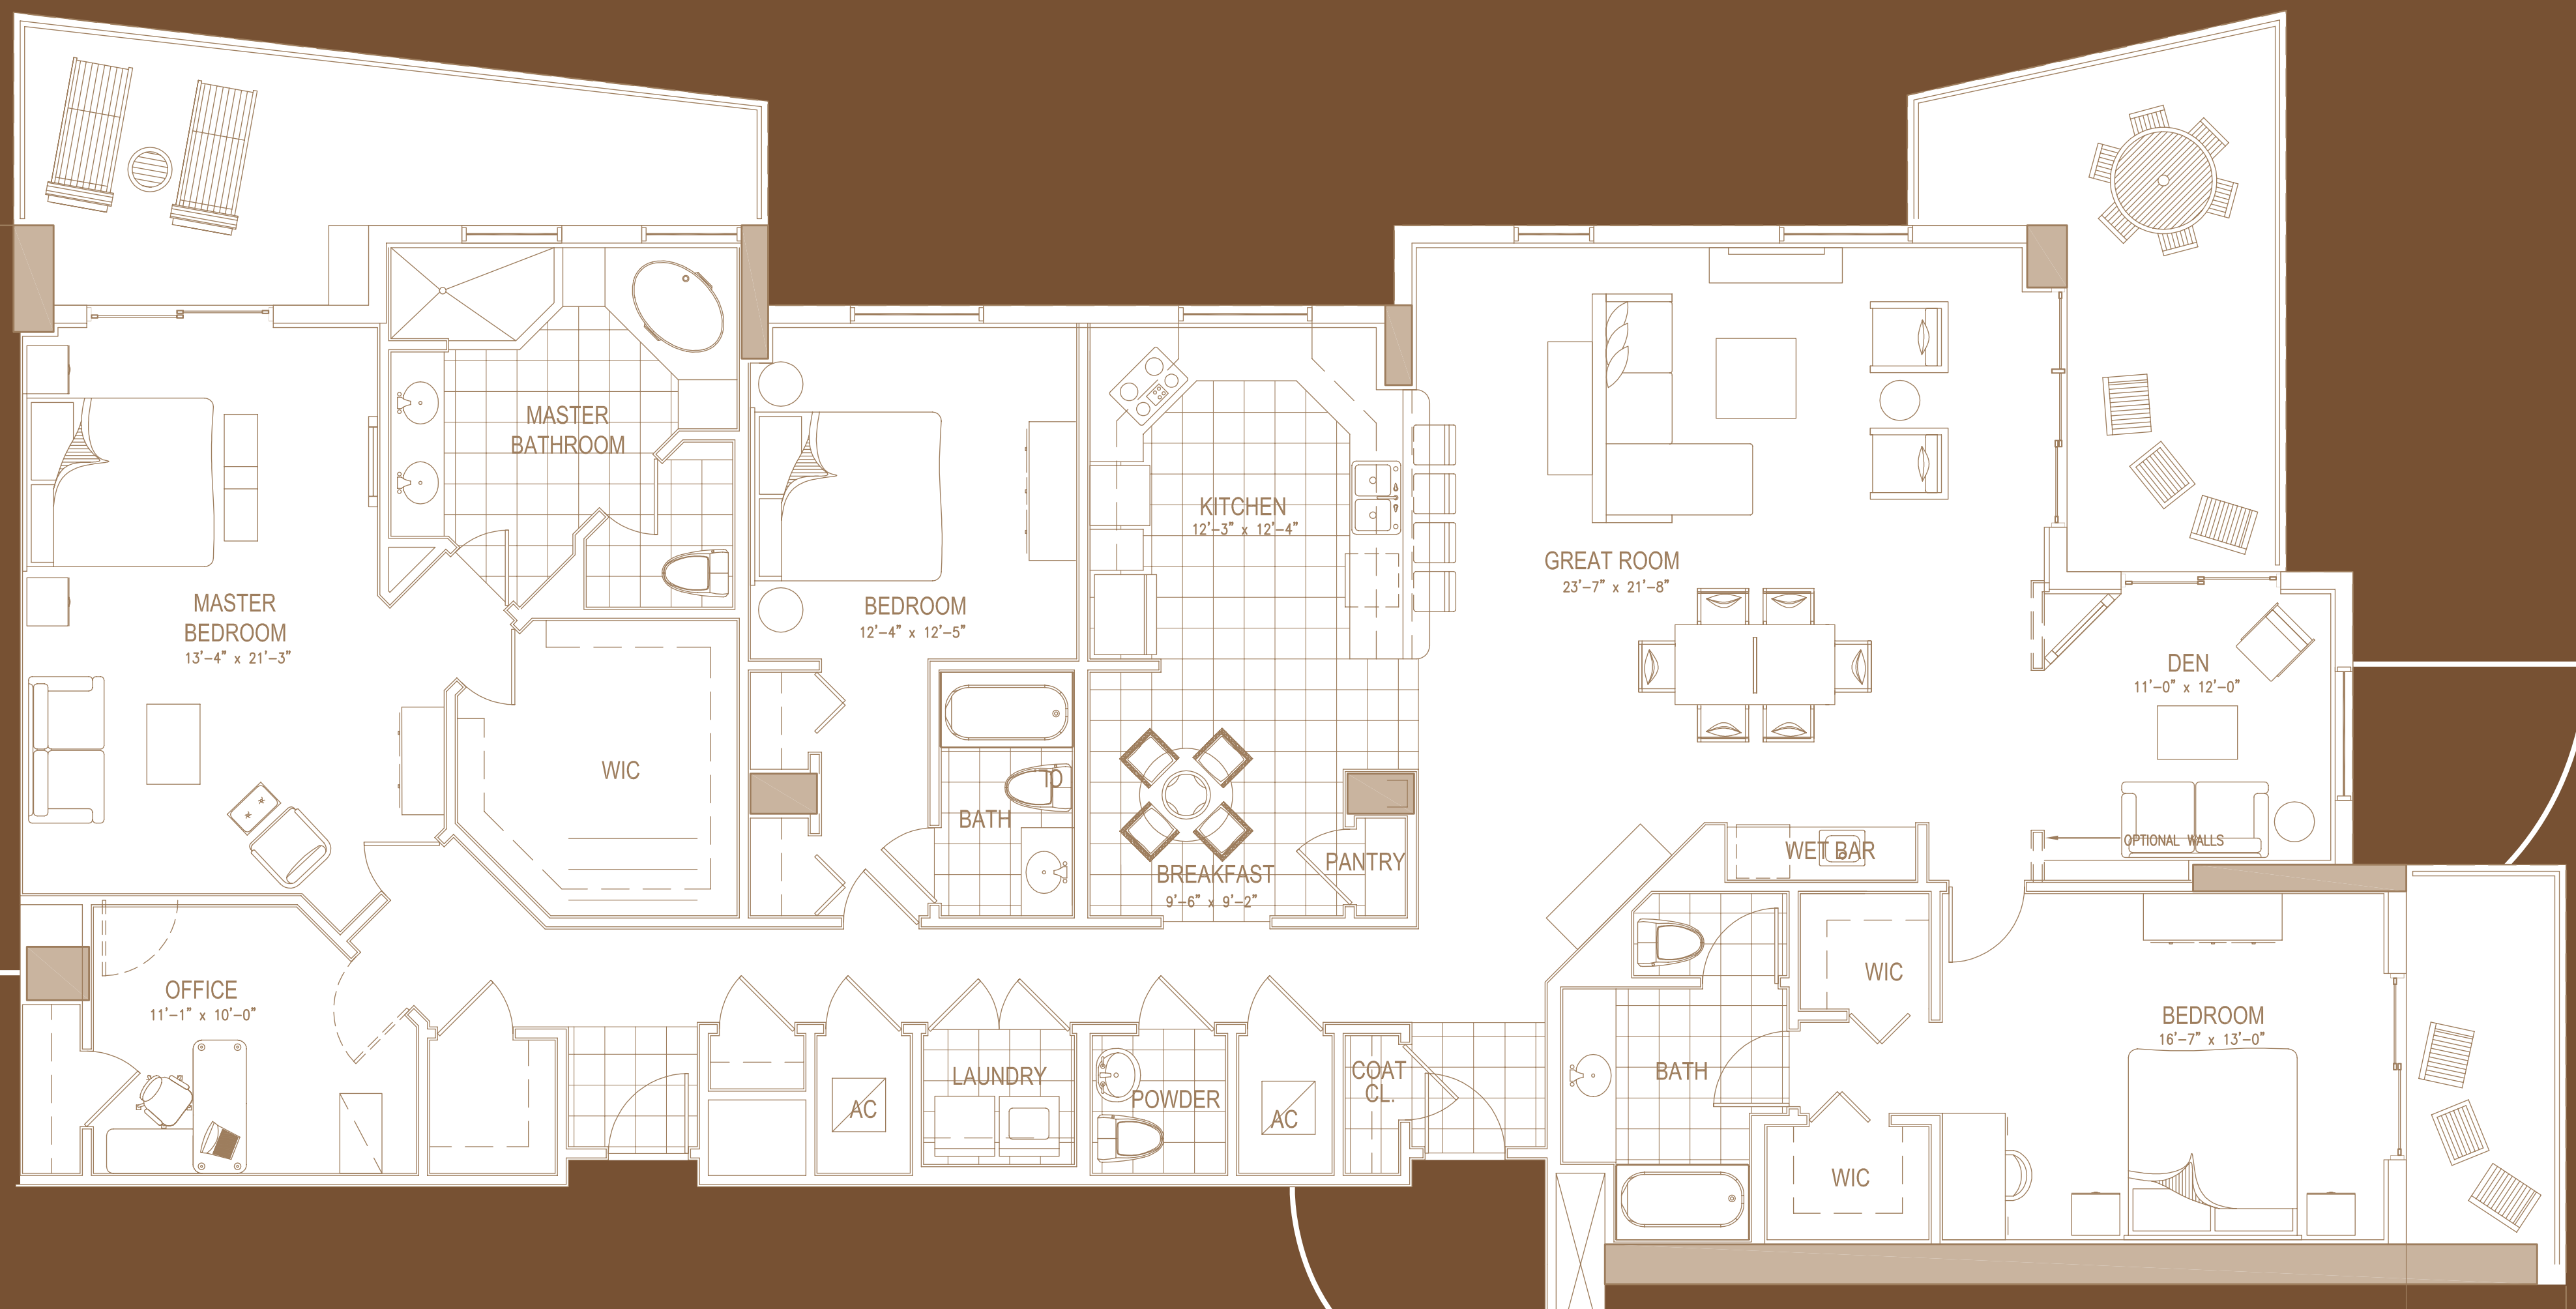 MASTER
BATHROOM
KITCHEN
12'-3" x 12'-4"
GREAT ROOM
23'-7" x 21'-8"
MASTER
BEDROOM
13'-4" x 21'-3"
BEDROOM
12'-4" x 12'-5"
DEN
11'-0" x 12'-0"
WIC
TP
BATH
BREAKFAST
9'-6" x 9'-2"
PANTRY
WET BAR
OPTIONAL WALLS
OFFICE
11'-1" x 10'-0"
WIC
BEDROOM
16'-7" x 13'-0"
AC
LAUNDRY
POWDER
AC
COAT
CL.
BATH
WIC